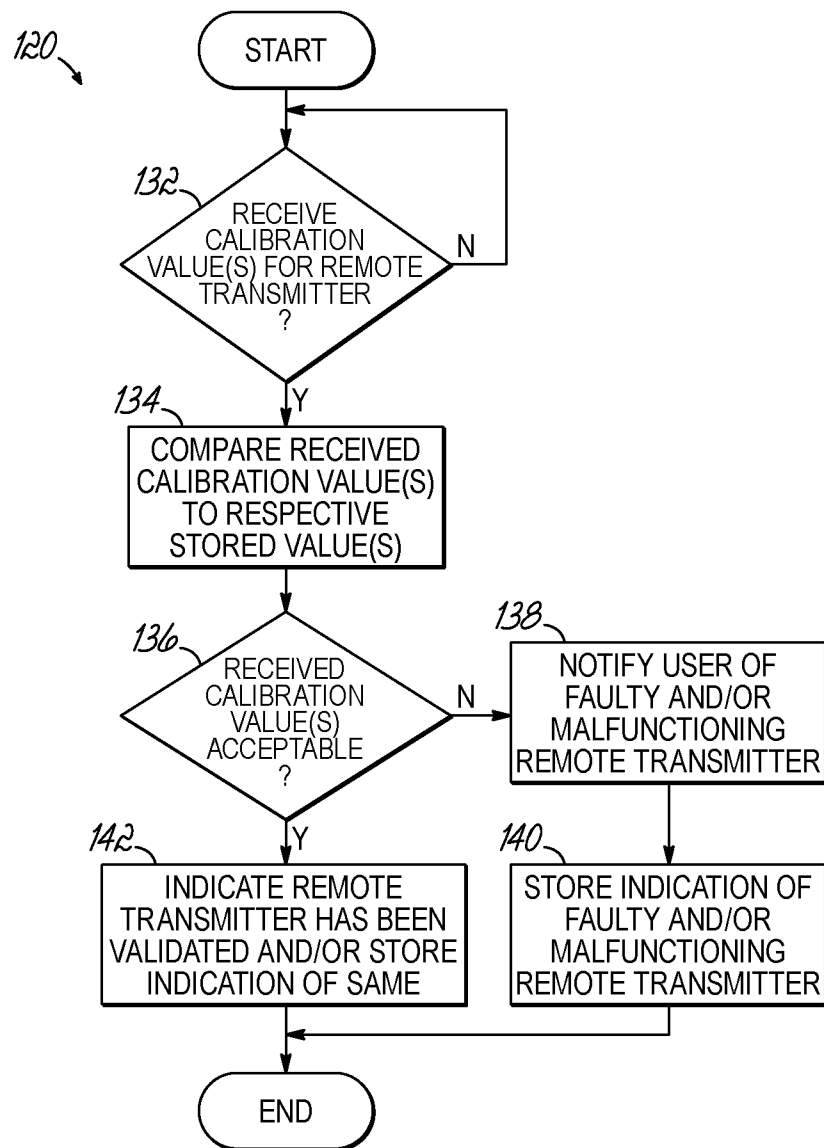 120
START
132
RECEIVE
CALIBRATION
VALUE(S) FOR REMOTE
TRANSMITTER
?
N
Y
134
COMPARE RECEIVED
CALIBRATION VALUE(S)
TO RESPECTIVE
STORED VALUE(S)
136
RECEIVED
CALIBRATION
VALUE(S)
ACCEPTABLE
?
N
Y
138
NOTIFY USER OF
FAULTY AND/OR
MALFUNCTIONING
REMOTE TRANSMITTER
142
INDICATE REMOTE
TRANSMITTER HAS BEEN
VALIDATED AND/OR STORE
INDICATION OF SAME
140
STORE INDICATION OF
FAULTY AND/OR
MALFUNCTIONING
REMOTE TRANSMITTER
END